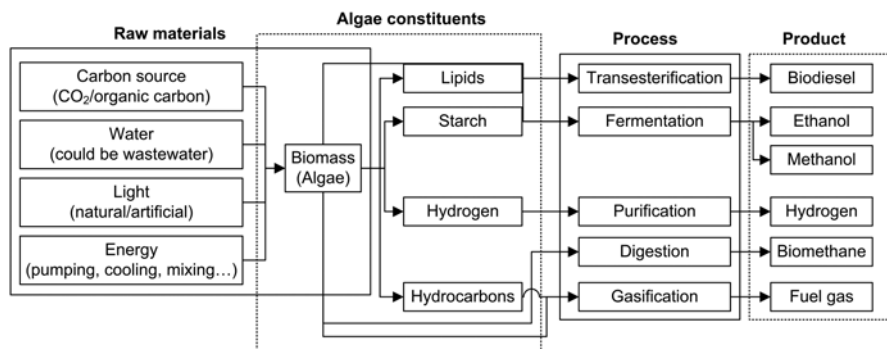 Algae constituents
Raw materials
Process
Product
Carbon source
(CO₂/organic carbon)
Water
(could be wastewater)
Light
(natural/artificial)
Energy
(pumping, cooling, mixing…)
Biomass
(Algae)
Lipids
Starch
Hydrogen
Hydrocarbons
Transesterification
Fermentation
Purification
Digestion
Gasification
Biodiesel
Ethanol
Methanol
Hydrogen
Biomethane
Fuel gas